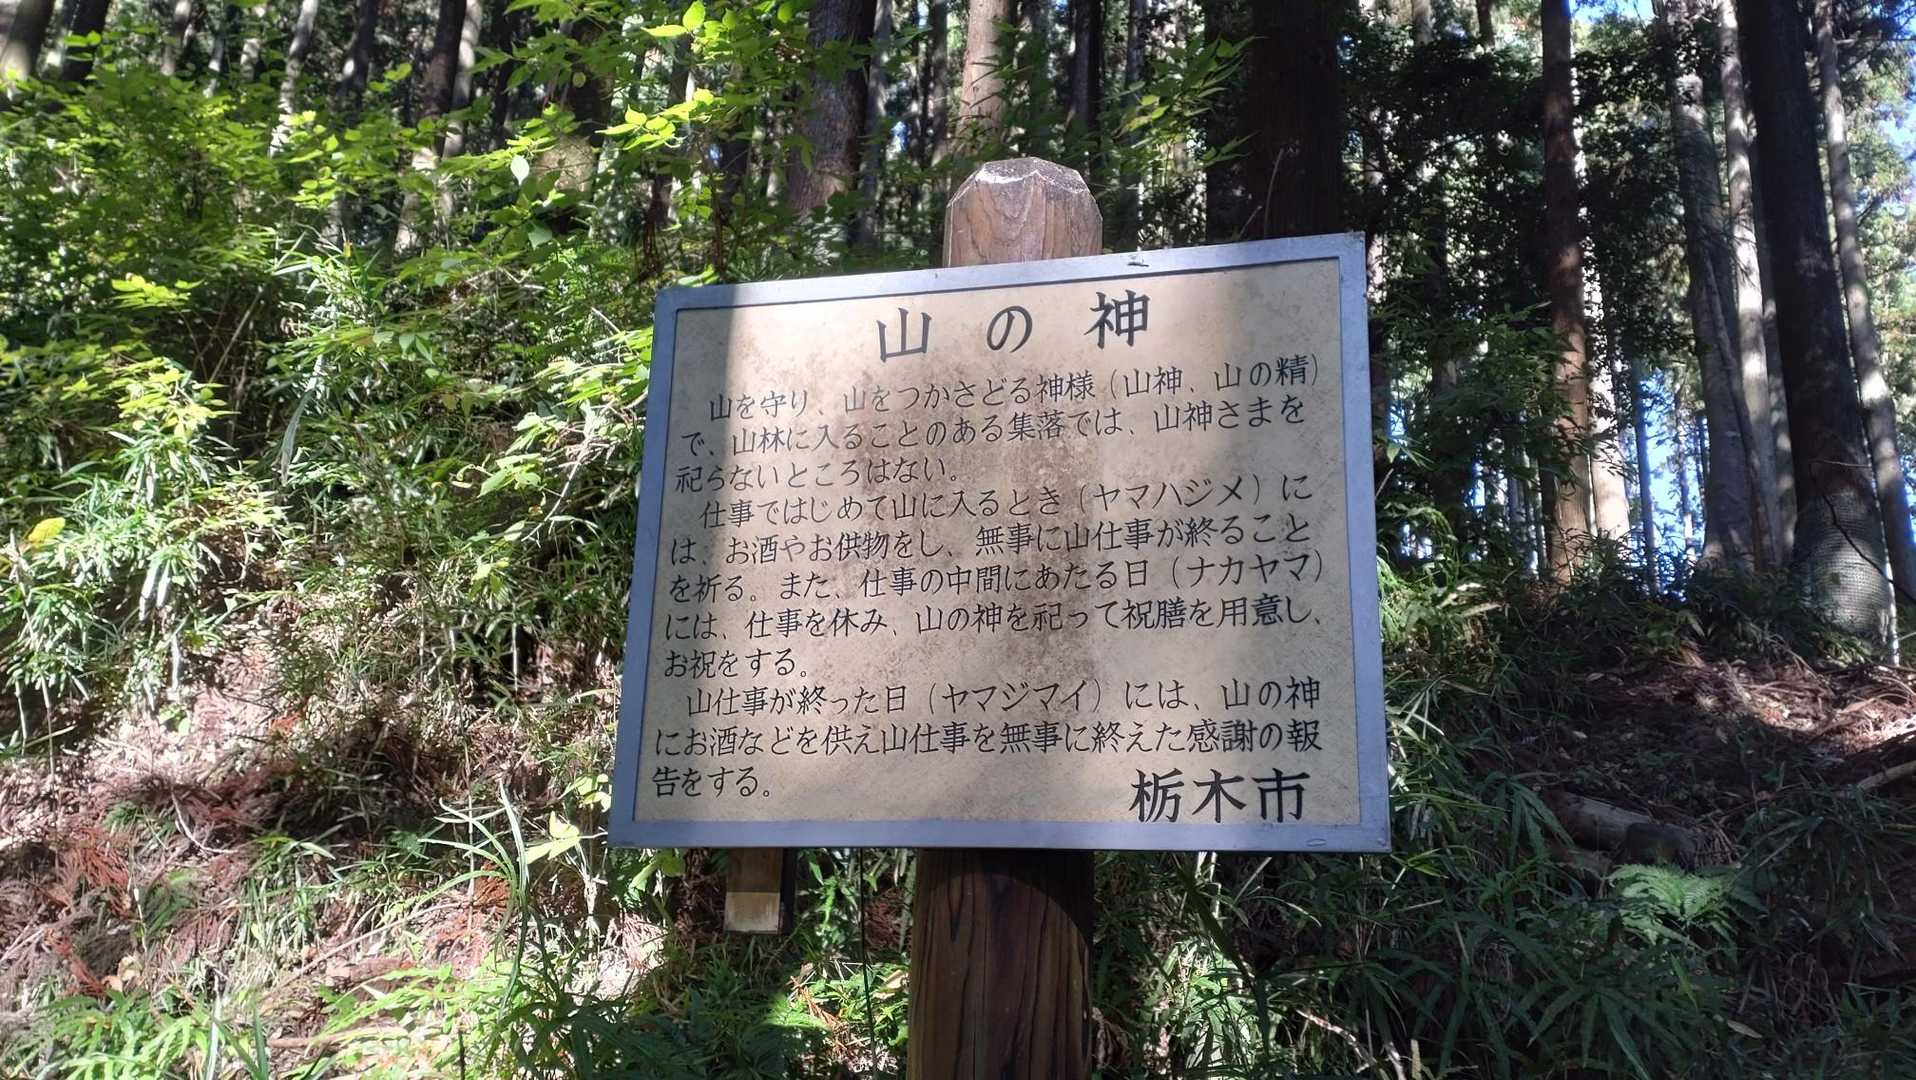 山の神
山を守り、山をつかさどる神様（山神、山の精）
で、山林に入ることのある集落では、山神さまを
祀らないところはない。
仕事ではじめて山に入るとき（ヤマハジメ）に
は、お酒やお供物をし、無事に山仕事が終ること
を祈る。また、仕事の中間にあたる日（ナカヤマ）
には、仕事を休み、山の神を祀って祝膳を用意し、
お祝をする。
山仕事が終った日（ヤマジマイ）には、山の神
にお酒などを供え山仕事を無事に終えた感謝の報
告をする。
栃木市